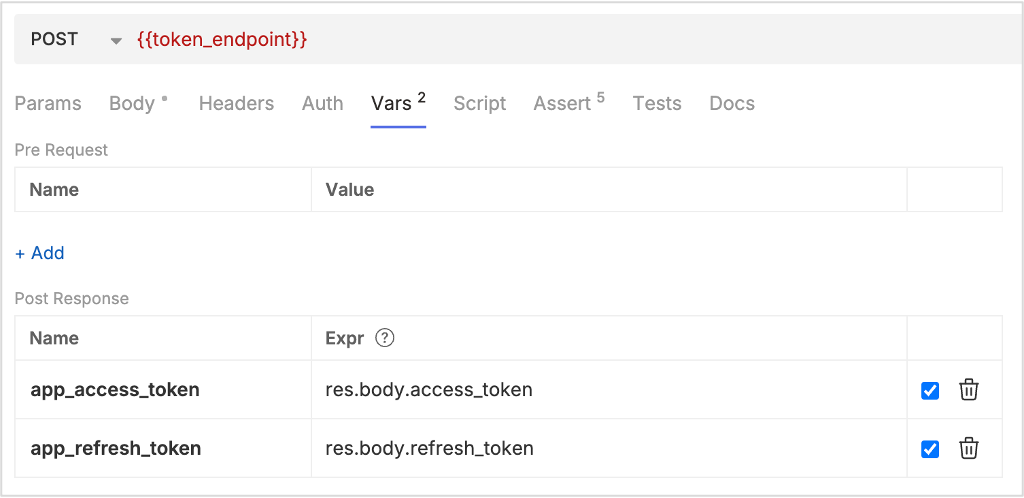 POST {{token_endpoint}}
Params Body Headers Auth Vars 2 Script Assert 5 Tests Docs
Pre Request
Name Value
+ Add
Post Response
Name Expr ?
app_access_token res.body.access_token
app_refresh_token res.body.refresh_token